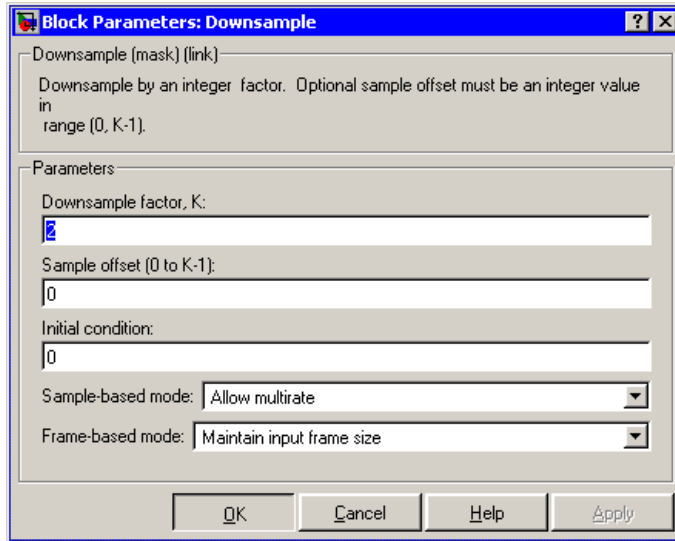 Block Parameters: Downsample
Downsample (mask) (link)
Downsample by an integer factor. Optional sample offset must be an integer value
in
range (0, K-1).
Parameters
Downsample factor, K:
2
Sample offset (0 to K-1):
0
Initial condition:
0
Sample-based mode: Allow multirate
Frame-based mode: Maintain input frame size
OK Cancel Help Apply